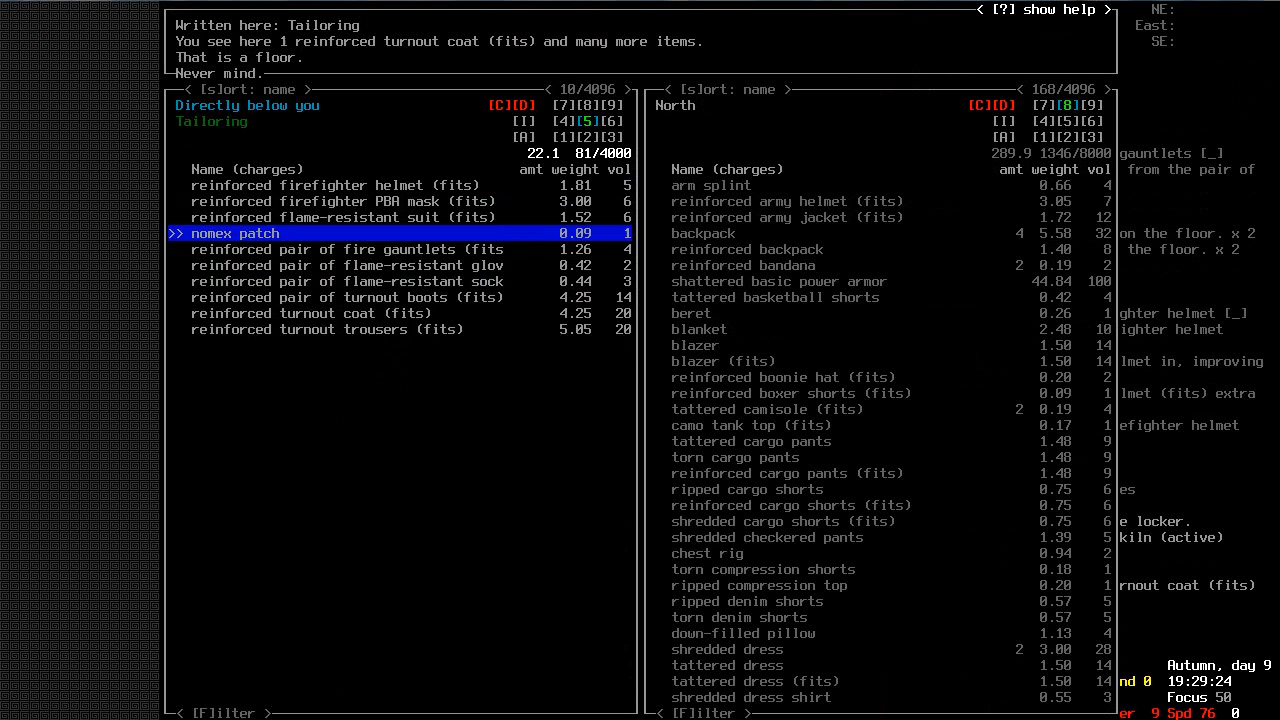 < [?] show help >
Written here: Tailoring
You see here 1 reinforced turnout coat (fits) and many more items.
That is a floor.
Never mind.
NE:
East:
SE:
< [s]ort: name > < 10/4096 >
Directly below you [C][D] [7][8][9]
Tailoring [I] [4][5][6]
[A] [1][2][3]
22.1 81/4000
Name (charges) amt weight vol
reinforced firefighter helmet (fits) 1.81 5
reinforced firefighter PBA mask (fits) 3.00 6
reinforced flame-resistant suit (fits) 1.52 6
>> nomex patch 0.09 1
reinforced pair of fire gauntlets (fits 1.26 4
reinforced pair of flame-resistant glov 0.42 2
reinforced pair of flame-resistant sock 0.44 3
reinforced pair of turnout boots (fits) 4.25 14
reinforced turnout coat (fits) 4.25 20
reinforced turnout trousers (fits) 5.05 20
< [F]ilter >
< [s]ort: name > < 168/4096 >
North [C][D] [7][8][9]
[I] [4][5][6]
[A] [1][2][3]
289.9 1346/8000
Name (charges) amt weight vol
arm splint 0.66 4
reinforced army helmet (fits) 3.05 7
reinforced army jacket (fits) 1.72 12
backpack 4 5.58 32
reinforced backpack 1.40 8
reinforced bandana 2 0.19 2
shattered basic power armor 44.84 100
tattered basketball shorts 0.42 4
beret 0.26 1
blanket 2.48 10
blazer 1.50 14
blazer (fits) 1.50 14
reinforced boonie hat (fits) 0.20 2
reinforced boxer shorts (fits) 0.09 1
tattered camisole (fits) 2 0.19 4
camo tank top (fits) 0.17 1
tattered cargo pants 1.48 9
torn cargo pants 1.48 9
reinforced cargo pants (fits) 1.48 9
ripped cargo shorts 0.75 6
reinforced cargo shorts (fits) 0.75 6
shredded cargo shorts (fits) 0.75 6
shredded checkered pants 1.39 5
chest rig 0.94 2
torn compression shorts 0.18 1
ripped compression top 0.20 1
ripped denim shorts 0.57 5
torn denim shorts 0.57 5
down-filled pillow 1.13 4
shredded dress 2 3.00 28
tattered dress 1.50 14
tattered dress (fits) 1.50 14
shredded dress shirt 0.55 3
< [F]ilter >
gauntlets [_]
from the pair of
on the floor. x 2
the floor. x 2
ghter helmet [_]
ighter helmet
lmet in, improving
lmet (fits) extra
efighter helmet
es
e locker.
kiln (active)
rnout coat (fits)
Autumn, day 9
nd 0 19:29:24
Focus 50
er 9 Spd 76 0